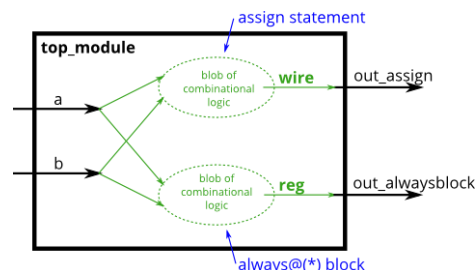 assign statement
top_module
blob of
combinational
logic
wire
out_assign
a
b
blob of
combinational
logic
reg
out_alwaysblock
always@(*) block